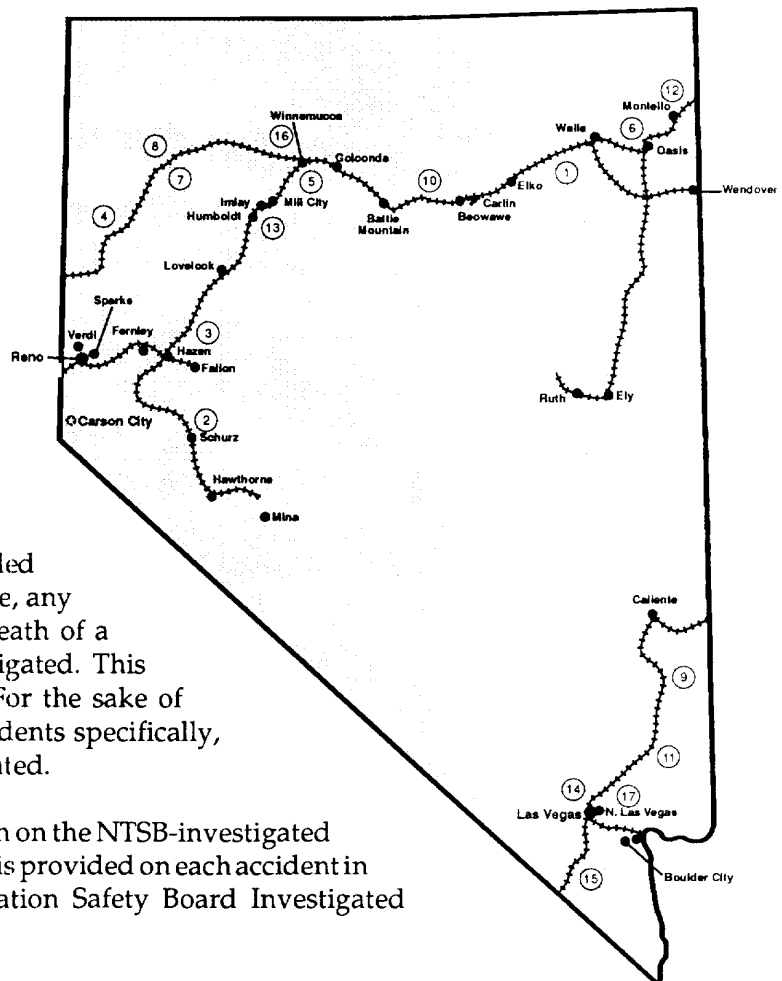 12
Montello
Winnemucca
Wells
6
8
16
Oasis
7
Golconda
5
10
Elko
1
Imlay
Mill City
Carlin
Wendover
Humboldt
Battle
Beowawe
4
13
Mountain
Lovelock
Sparks
Verdi
Fernley
3
Reno
Hazen
Fallon
Ruth
Ely
Carson City
2
Schurz
Hawthorne
Mina
led
e, any
eath of a
igated. This
For the sake of
dents specifically,
ated.
Caliente
9
11
14
17
Las Vegas
N. Las Vegas
n on the NTSB-investigated
is provided on each accident in
ation Safety Board Investigated
15
Boulder City